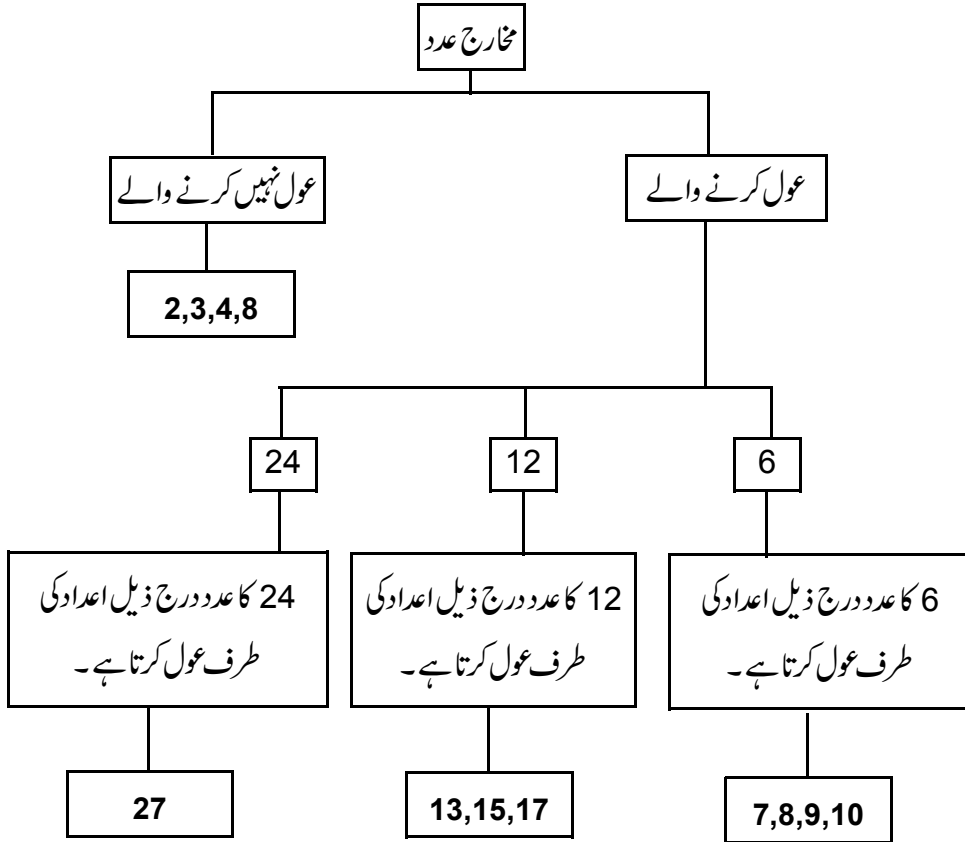 مخارج عدد
عول کرنے والے
عول نہیں کرنے والے
2,3,4,8
6
12
24
6 کا عدد درج ذیل اعداد کی
طرف عول کرتا ہے ۔
12 کا عدد درج ذیل اعداد کی
طرف عول کرتا ہے ۔
24 کا عدد درج ذیل اعداد کی
طرف عول کرتا ہے ۔
7,8,9,10
13,15,17
27